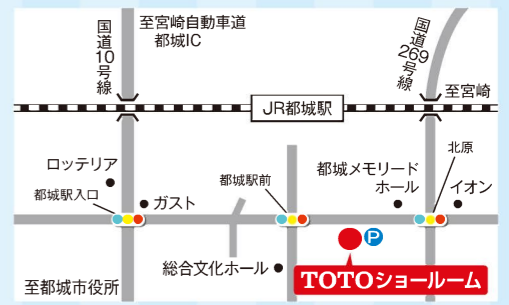 至宮崎自動車道
都城IC
国道10号線
国道269号線
至宮崎
JR都城駅
北原
ロッテリア
都城メモリード
ホール
イオン
都城駅入口
ガスト
都城駅前
P
総合文化ホール
至都城市役所
TOTOショールーム